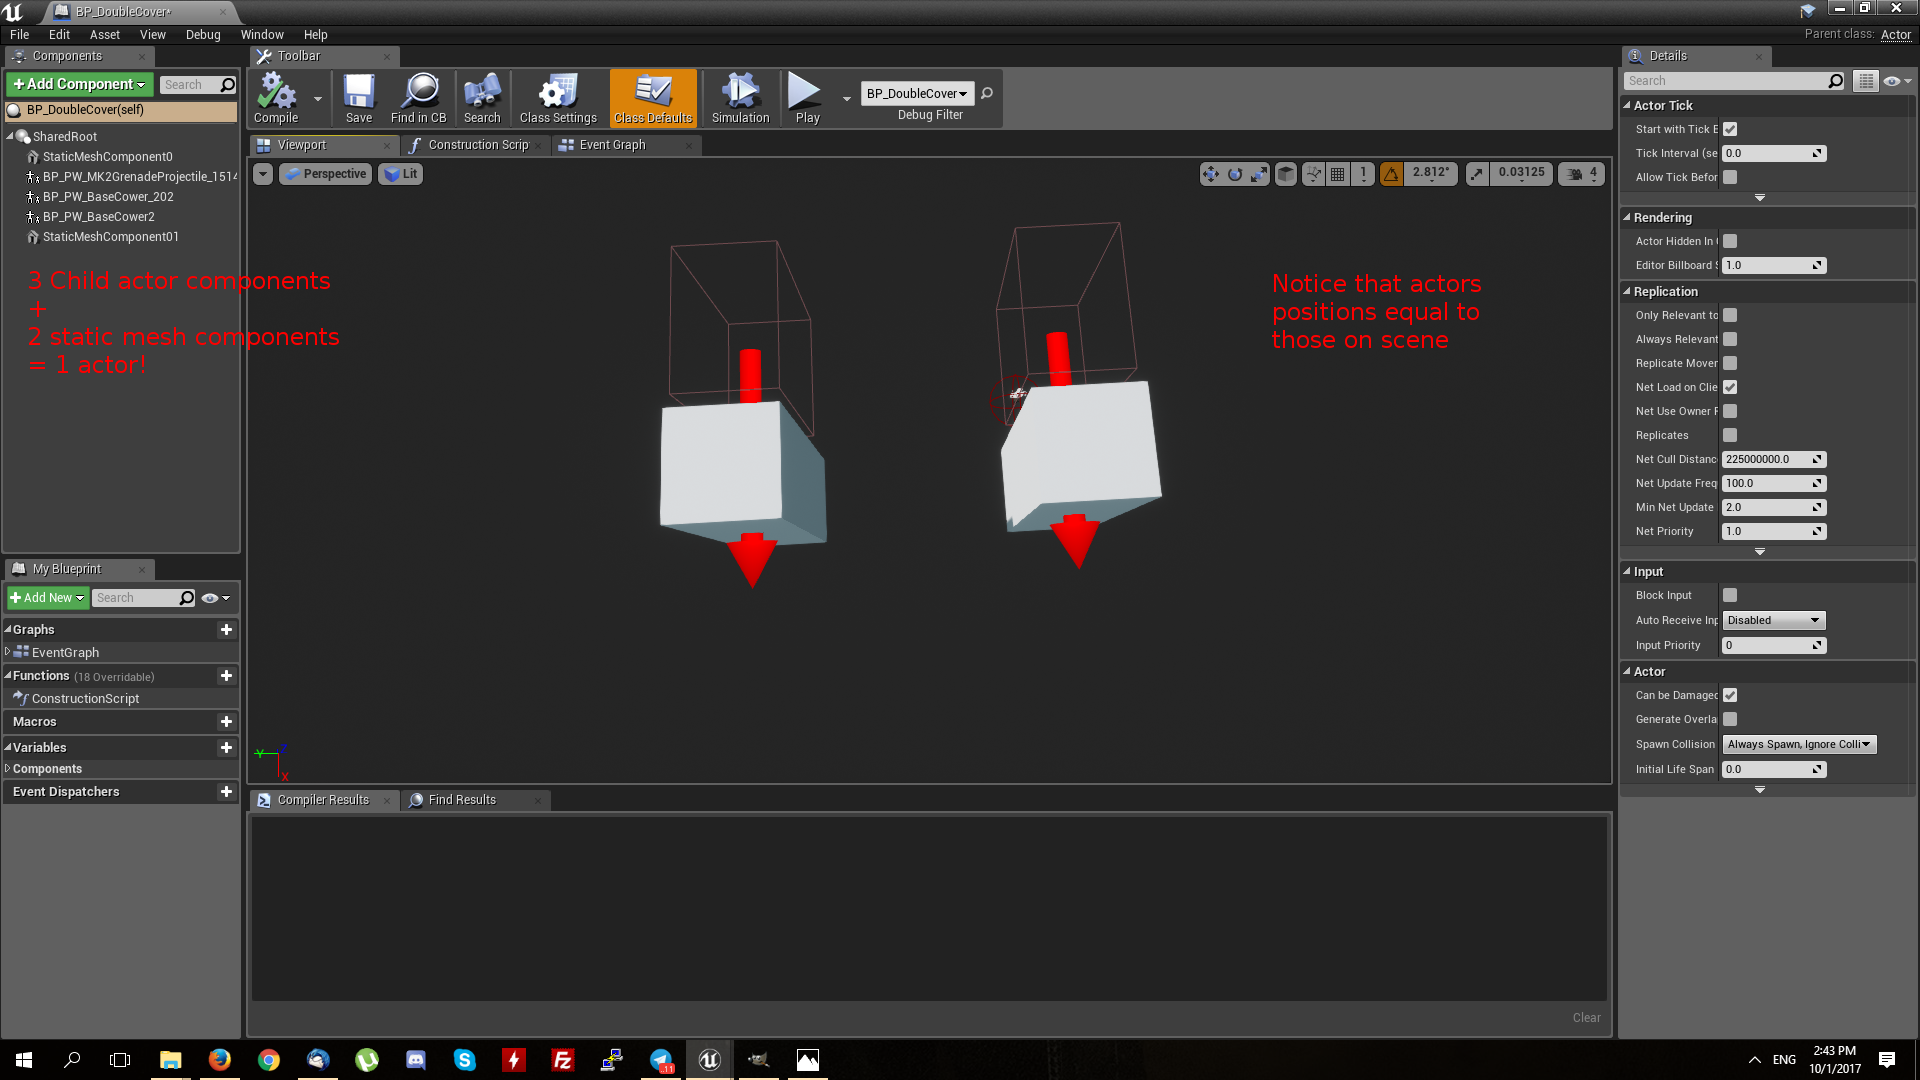 BP_DoubleCover*
File Edit Asset View Debug Window Help
Parent class: Actor
Components
Toolbar
Details
Add Component
Search
BP_DoubleCover(self)
SharedRoot
StaticMeshComponent0
BP_PW_MK2GrenadeProjectile_1514
BP_PW_BaseCower_202
BP_PW_BaseCower2
StaticMeshComponent01
3 Child actor components
+
2 static mesh components
= 1 actor!
Compile
Save
Find in CB
Search
Class Settings
Class Defaults
Simulation
Play
BP_DoubleCover
Debug Filter
Viewport
Construction Scrip
Event Graph
Perspective
Lit
1
2.812°
0.03125
4
Notice that actors
positions equal to
those on scene
Y Z
X
My Blueprint
Add New
Search
Graphs
EventGraph
Functions (18 Overridable)
ConstructionScript
Macros
Variables
Components
Event Dispatchers
Compiler Results
Find Results
Clear
Search
Actor Tick
Start with Tick E
Tick Interval (se 0.0
Allow Tick Befor
Rendering
Actor Hidden In
Editor Billboard S 1.0
Replication
Only Relevant to
Always Relevant
Replicate Mover
Net Load on Clie
Net Use Owner F
Replicates
Net Cull Distanc 225000000.0
Net Update Freq 100.0
Min Net Update 2.0
Net Priority 1.0
Input
Block Input
Auto Receive Inp Disabled
Input Priority 0
Actor
Can be Damaged
Generate Overla
Spawn Collision Always Spawn, Ignore Colli
Initial Life Span 0.0
11
ENG
2:43 PM
10/1/2017